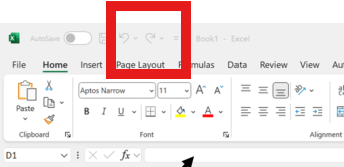 AutoSave Book1 - Excel
File Home Insert Page Layout Formulas Data Review View
Aptos Narrow 11 A A
Paste B I U A
Clipboard Font Alignment
D1 fx